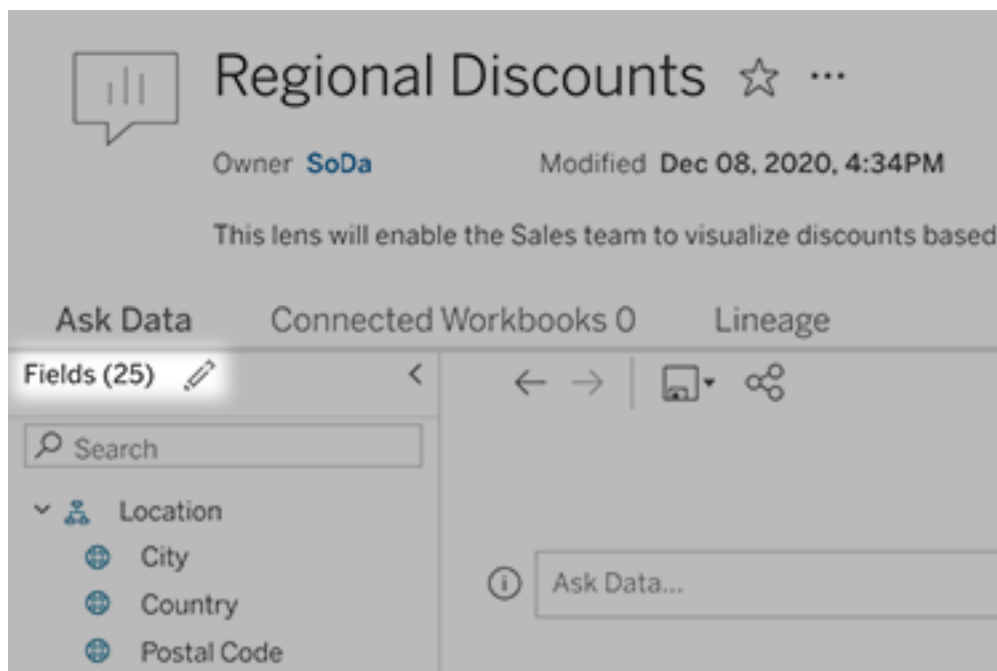 Regional Discounts
Owner SoDa Modified Dec 08, 2020, 4:34PM
This lens will enable the Sales team to visualize discounts based
Ask Data Connected Workbooks 0 Lineage
Fields (25)
Search
Location
City
Ask Data...
Country
Postal Code